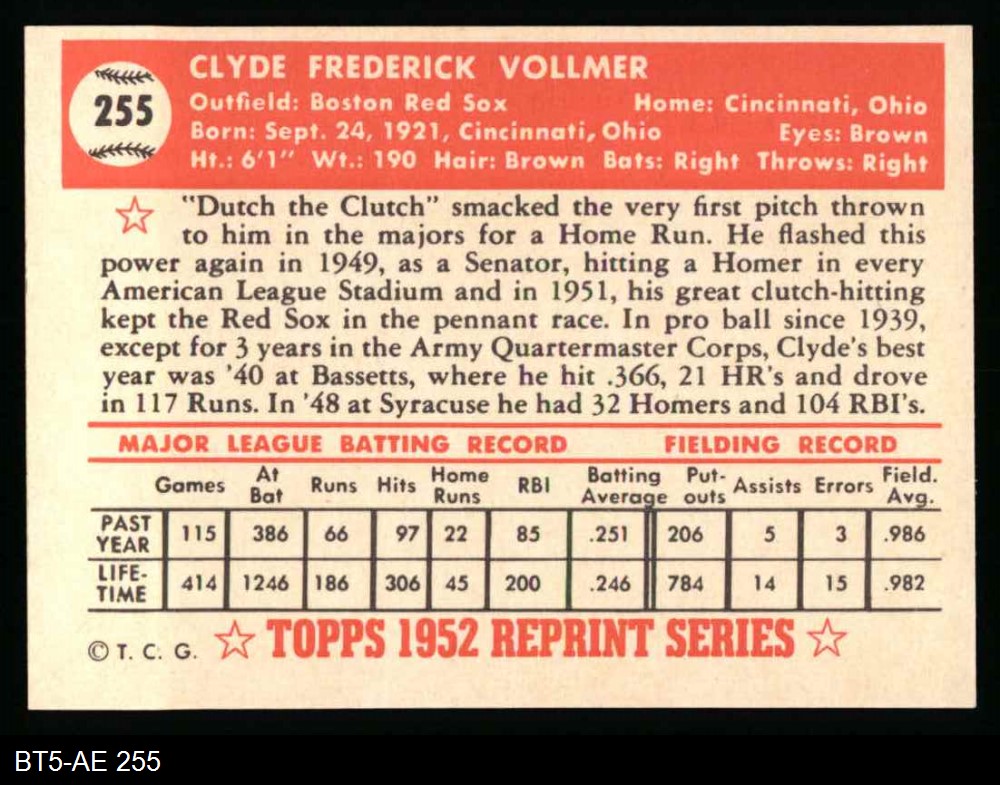 CLYDE FREDERICK VOLLMER
255
Outfield: Boston Red Sox Home: Cincinnati, Ohio
Born: Sept. 24, 1921, Cincinnati, Ohio Eyes: Brown
Ht.: 6'1" Wt.: 190 Hair: Brown Bats: Right Throws: Right
"Dutch the Clutch" smacked the very first pitch thrown
to him in the majors for a Home Run. He flashed this
power again in 1949, as a Senator, hitting a Homer in every
American League Stadium and in 1951, his great clutch-hitting
kept the Red Sox in the pennant race. In pro ball since 1939,
except for 3 years in the Army Quartermaster Corps, Clyde's best
year was '40 at Bassetts, where he hit .366, 21 HR's and drove
in 117 Runs. In '48 at Syracuse he had 32 Homers and 104 RBI's.
MAJOR LEAGUE BATTING RECORD FIELDING RECORD
Games At Bat Runs Hits Home Runs RBI Batting Average Put-outs Assists Errors Field. Avg.
PAST YEAR 115 386 66 97 22 85 .251 206 5 3 .986
LIFE-TIME 414 1246 186 306 45 200 .246 784 14 15 .982
© T. C. G. ☆ TOPPS 1952 REPRINT SERIES ☆
BT5-AE 255